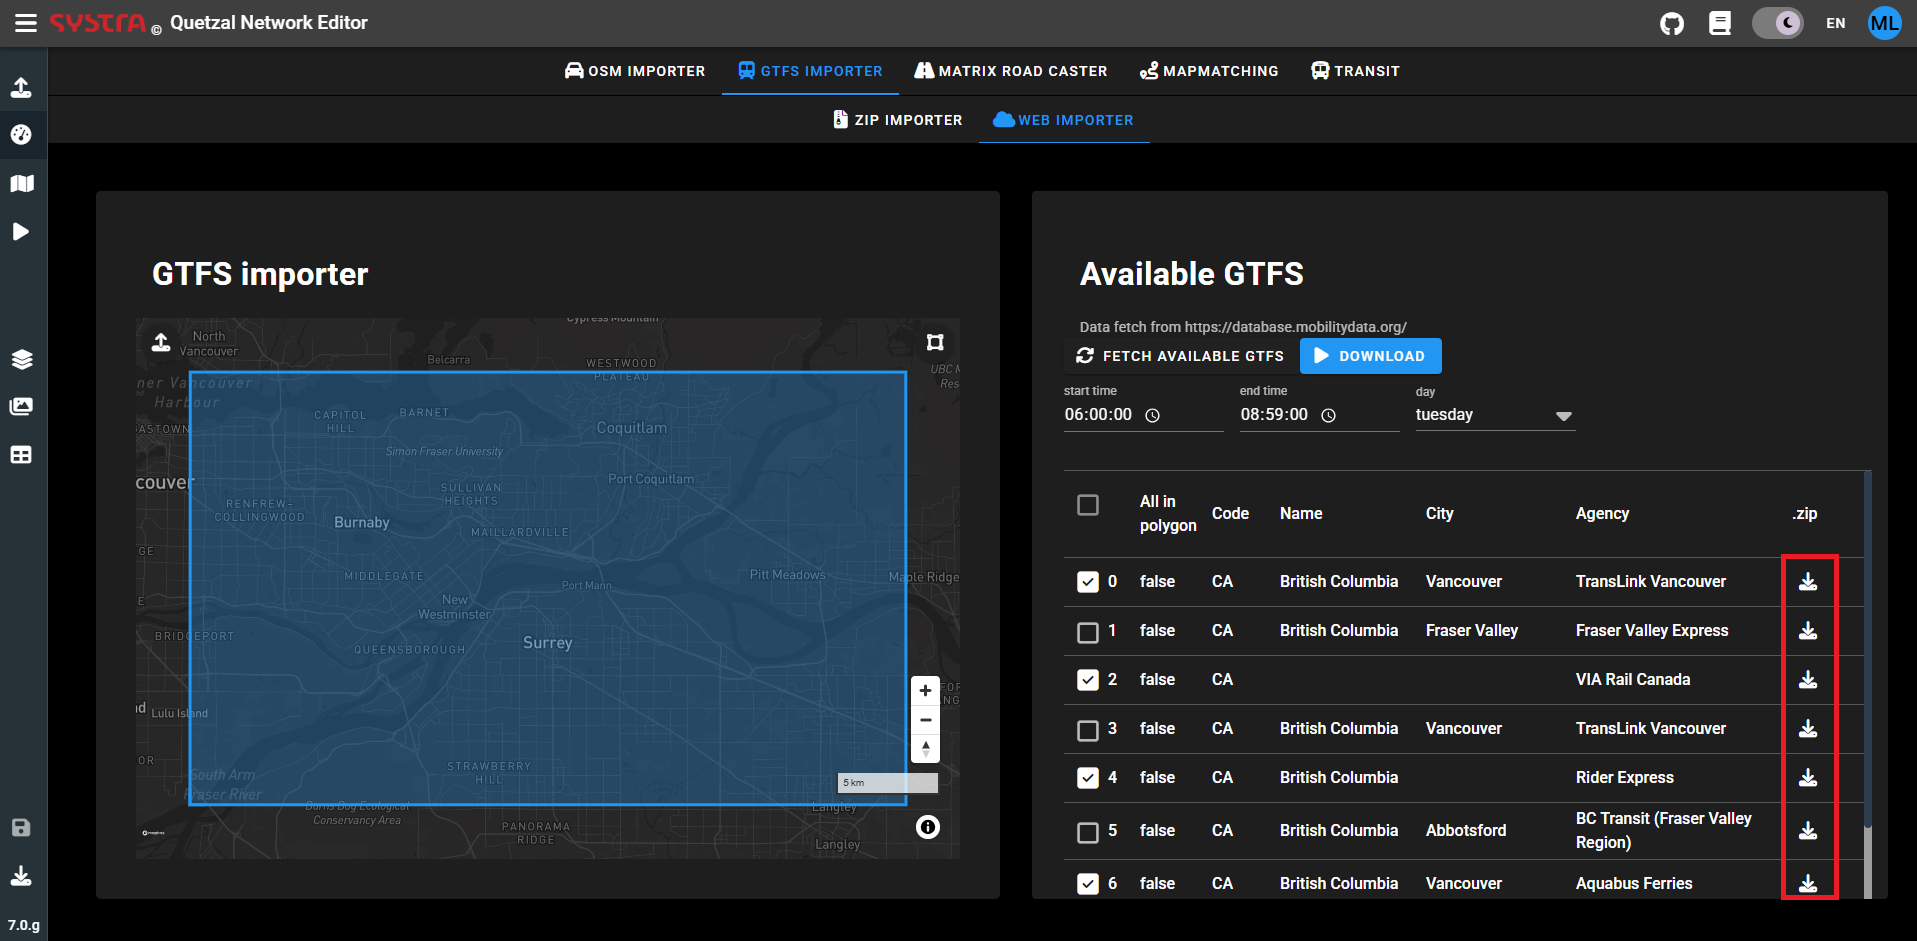 SYSTRA © Quetzal Network Editor
EN
ML
OSM IMPORTER
GTFS IMPORTER
MATRIX ROAD CASTER
MAPMATCHING
TRANSIT
ZIP IMPORTER
WEB IMPORTER
GTFS importer
Cypress Mountain
North
Vancouver
Belcarra
WESTWOOD
PLATEAU
UBC M
Res
ner Vancouver
Harbour
CAPITOL
HILL
BARNET
ASTOWN
Coquitlam
Simon Fraser University
couver
Port Coquitlam
SULLIVAN
HEIGHTS
RENFREW-
COLLINGWOOD
Burnaby
MAILLARDVILLE
GE
MIDDLEGATE
Port Mann
Pitt Meadows
Maple Ridge
E
New
Westminster
BRIDGEPORT
Surrey
QUEENSBOROUGH
FOR
ANG
d
Lulu Island
OR
STRAWBERRY
HILL
South Arm
Fraser River
5 km
Burns Bog Ecological
Conservancy Area
Langley
PANORAMA
RIDGE
Langley
Available GTFS
Data fetch from https://database.mobilitydata.org/
FETCH AVAILABLE GTFS
DOWNLOAD
start time
end time
day
06:00:00
08:59:00
tuesday
All in polygon Code Name City Agency .zip
0 false CA British Columbia Vancouver TransLink Vancouver
1 false CA British Columbia Fraser Valley Fraser Valley Express
2 false CA VIA Rail Canada
3 false CA British Columbia Vancouver TransLink Vancouver
4 false CA British Columbia Rider Express
5 false CA British Columbia Abbotsford BC Transit (Fraser Valley Region)
6 false CA British Columbia Vancouver Aquabus Ferries
7.0.g